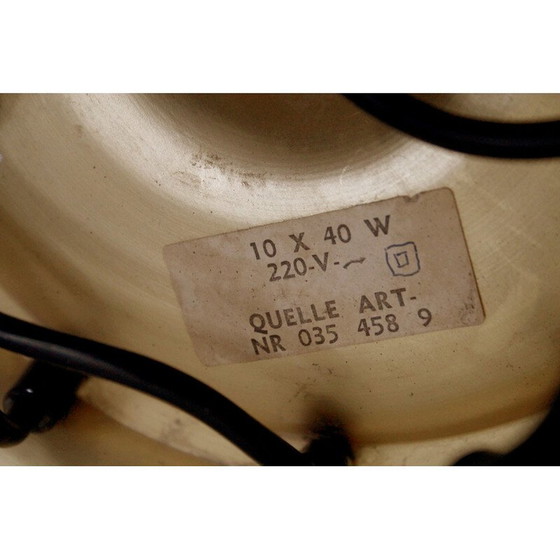 10 X 40 W
220-V-~
QUELLE ART-
NR 035 458 9